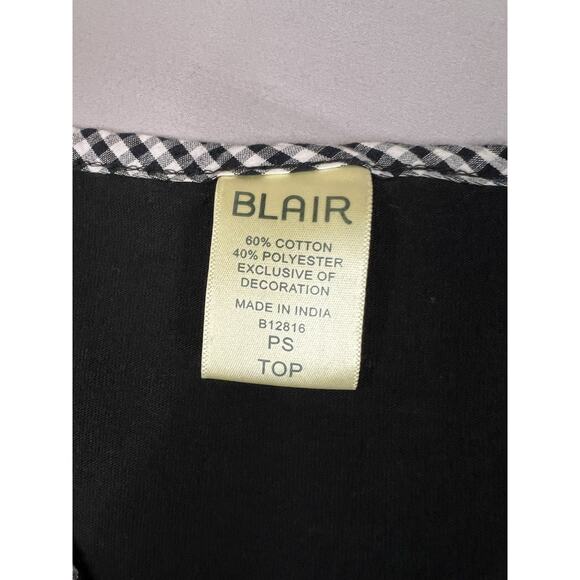 BLAIR
60% COTTON
40% POLYESTER
EXCLUSIVE OF
DECORATION
MADE IN INDIA
B12816
PS
TOP